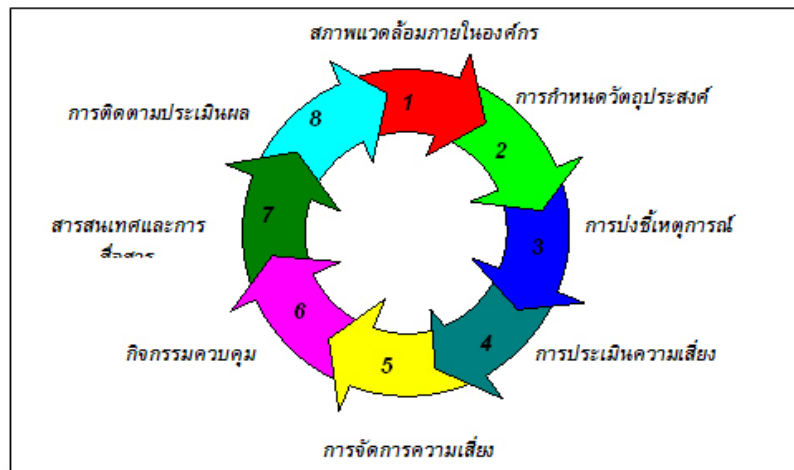 สภาพแวดล้อมภายในองค์กร
1
การกำหนดวัตถุประสงค์
2
การบ่งชี้เหตุการณ์
3
การประเมินความเสี่ยง
4
การจัดการความเสี่ยง
5
กิจกรรมควบคุม
6
สารสนเทศและการ
7
การติดตามประเมินผล
8